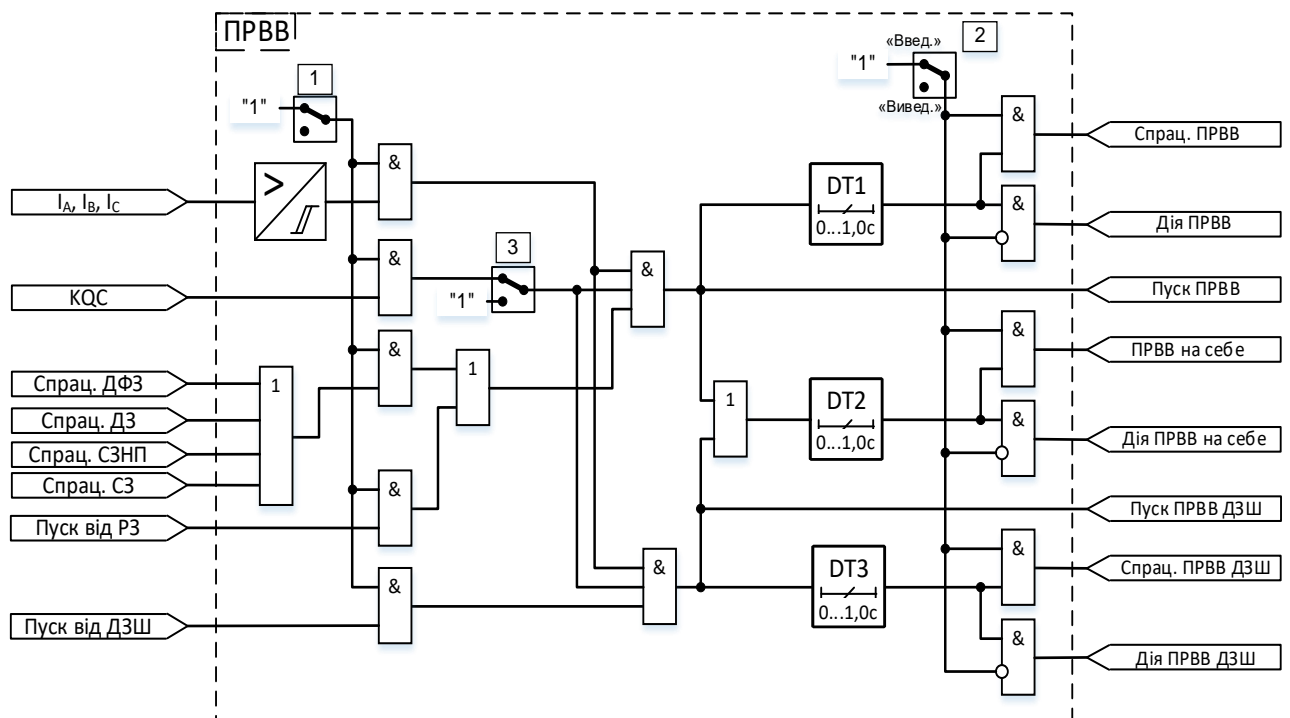 ПРВВ
1
"1"
&
I_A, I_B, I_C
>
&
KQC
3
"1"
&
Спрац. ДФЗ
Спрац. ДЗ
Спрац. СЗНП
Спрац. СЗ
1
&
1
Пуск від РЗ
&
Пуск від ДЗШ
&
&
1
DT1
0...1,0с
DT2
0...1,0с
DT3
0...1,0с
«Введ.»
2
"1"
«Вивед.»
&
Спрац. ПРВВ
&
Дія ПРВВ
Пуск ПРВВ
&
ПРВВ на себе
&
Дія ПРВВ на себе
Пуск ПРВВ ДЗШ
&
Спрац. ПРВВ ДЗШ
&
Дія ПРВВ ДЗШ